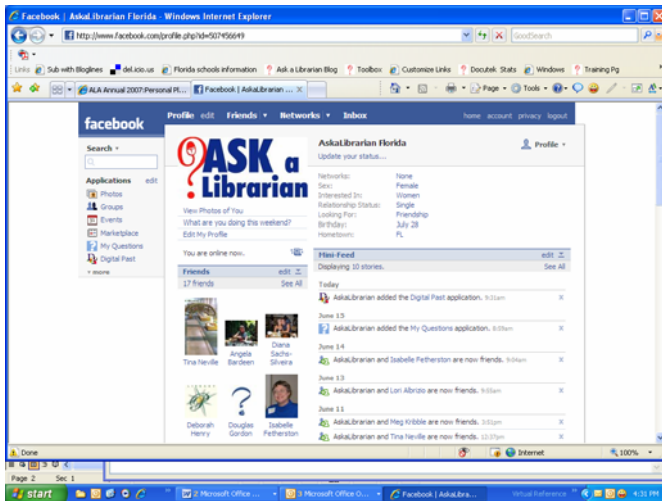 Facebook | AskaLibrarian Florida - Windows Internet Explorer
http://www.facebook.com/profile.php?id=507456649
GoodSearch
Links Sub with Bloglines del.icio.us Florida schools information Ask a Librarian Blog Toolbox Customize Links Docutek Stats Windows Training Pg
ALA Annual 2007:Personal Pl... Facebook | AskaLibrarian ... X
Page Tools
facebook
Profile edit Friends Networks Inbox
home account privacy logout
Search
Applications edit
Photos
Groups
Events
Marketplace
My Questions
Digital Past
more
ASK a
Librarian
View Photos of You
What are you doing this weekend?
Edit My Profile
You are online now.
Friends edit
17 friends See All
Tina Neville
Angela Bardeen
Diana Sachs-Silveira
Deborah Henry
Douglas Gordon
Isabelle Fetherston
AskaLibrarian Florida
Update your status...
Profile
Networks: None
Sex: Female
Interested In: Women
Relationship Status: Single
Looking For: Friendship
Birthday: July 28
Hometown: FL
Mini-Feed edit
Displaying 10 stories. See All
Today
AskaLibrarian added the Digital Past application. 9:31am
June 15
AskaLibrarian added the My Questions application. 8:03am
June 14
AskaLibrarian and Isabelle Fetherston are now friends. 9:04am
June 13
AskaLibrarian and Lori Albrizio are now friends. 9:55am
June 11
AskaLibrarian and Meg Kribble are now friends. 3:51pm
AskaLibrarian and Tina Neville are now friends. 12:37pm
Done
Internet
100%
Page 2 Sec 1
start
2 Microsoft Office ...
3 Microsoft Office O...
Facebook | AskaLibra...
Virtual Reference
4:31 PM